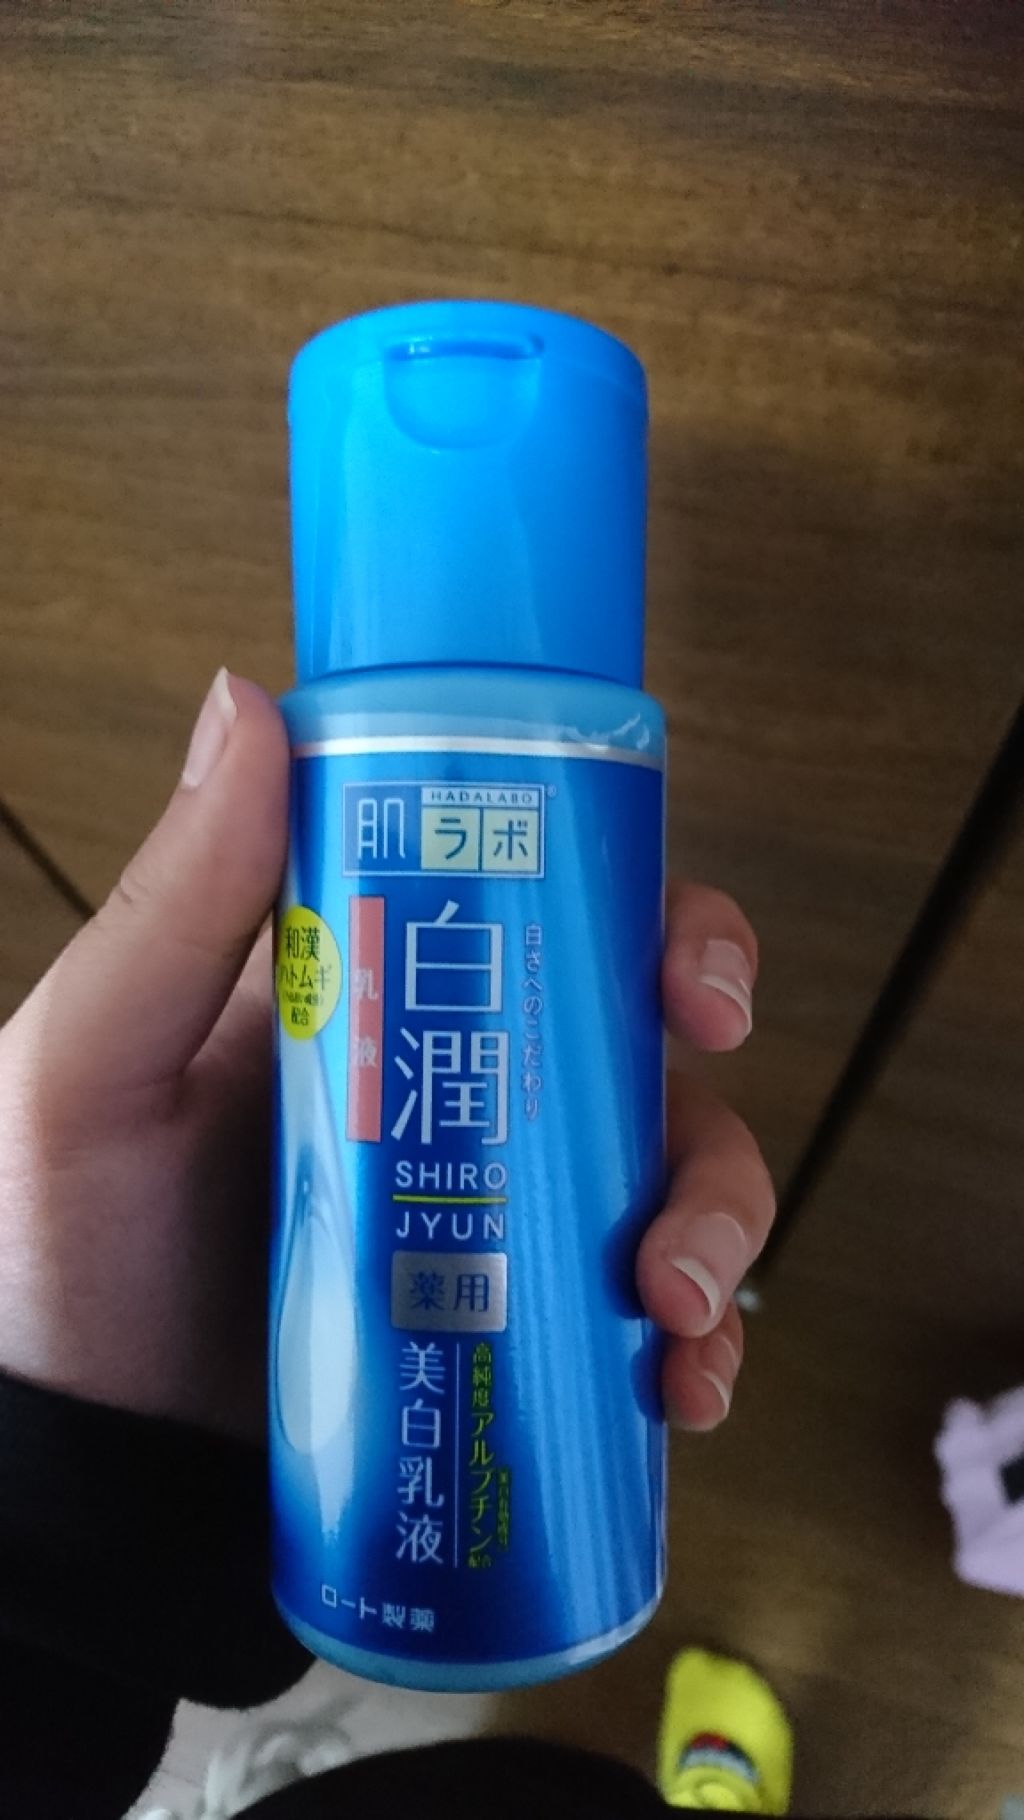 HADALABO
肌ラボ®
和漢
ハトムギ
配合
乳液
白潤
白さへのこだわり
SHIRO
JYUN
薬用
美白乳液
高純度アルブチン配合
ロート製薬